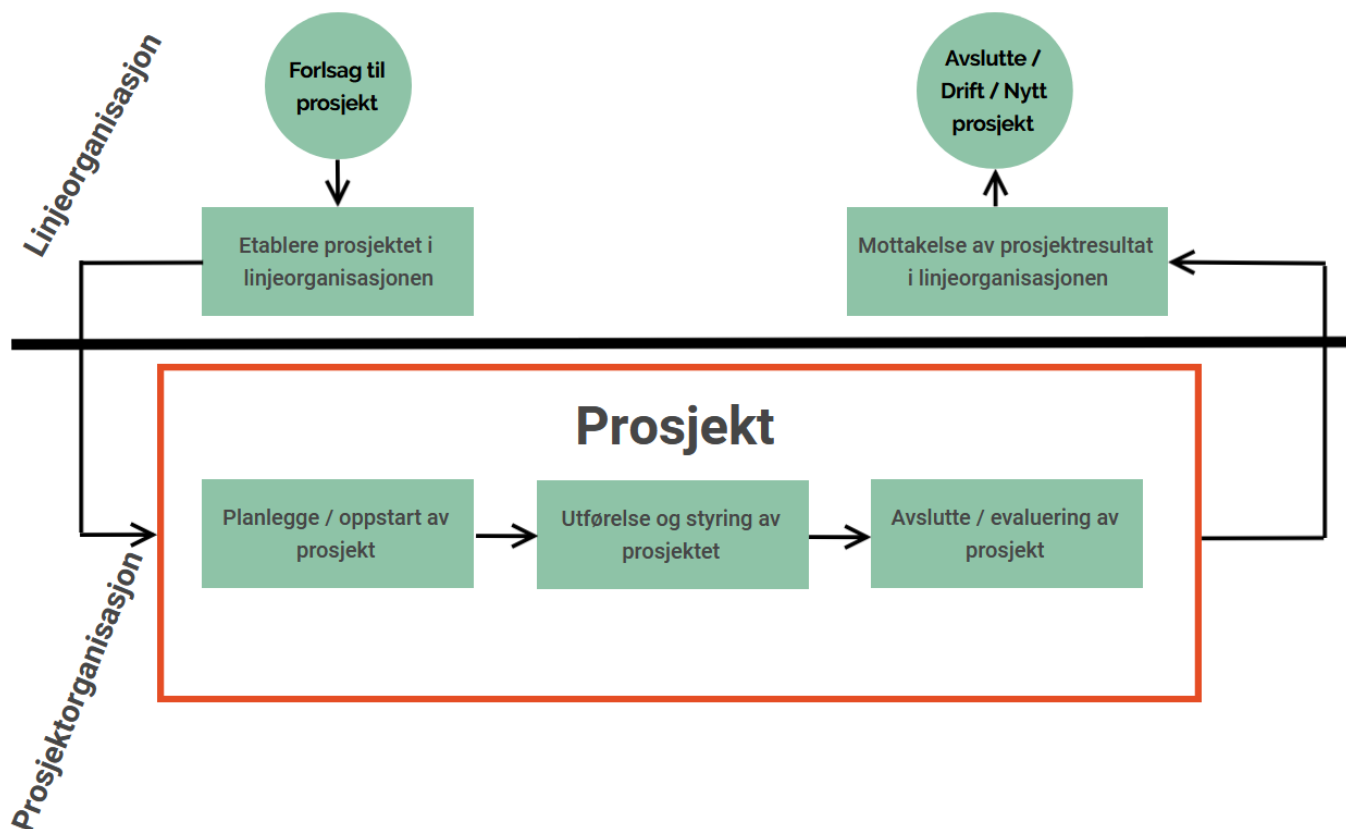 Linjeorganisasjon
Forlsag til
prosjekt
Avslutte /
Drift / Nytt
prosjekt
Etablere prosjektet i
linjeorganisasjonen
Mottakelse av prosjektresultat
i linjeorganisasjonen
Prosjektorganisasjon
Prosjekt
Planlegge / oppstart av
prosjekt
Utførelse og styring av
prosjektet
Avslutte / evaluering av
prosjekt